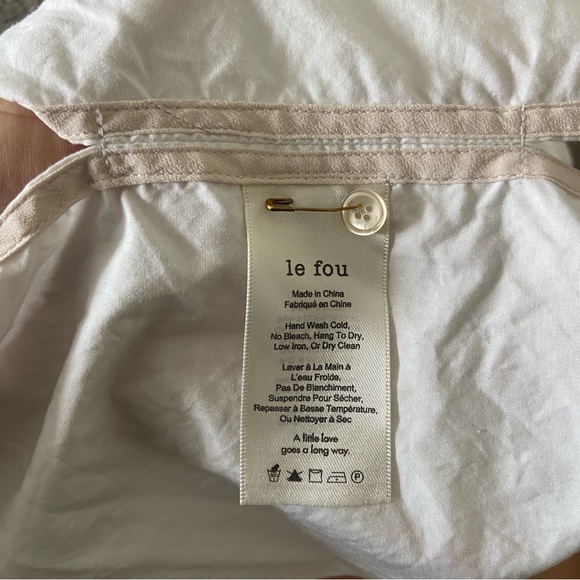 le fou
Made in China
Fabriqué en Chine
Hand Wash Cold,
No Bleach, Hang To Dry,
Low Iron, Or Dry Clean
Laver à La Main à
L'eau Froide,
Pas De Blanchiment,
Suspendre Pour Sécher,
Repasser à Basse Température,
Ou Nettoyer à Sec
A little love
goes a long way.
P